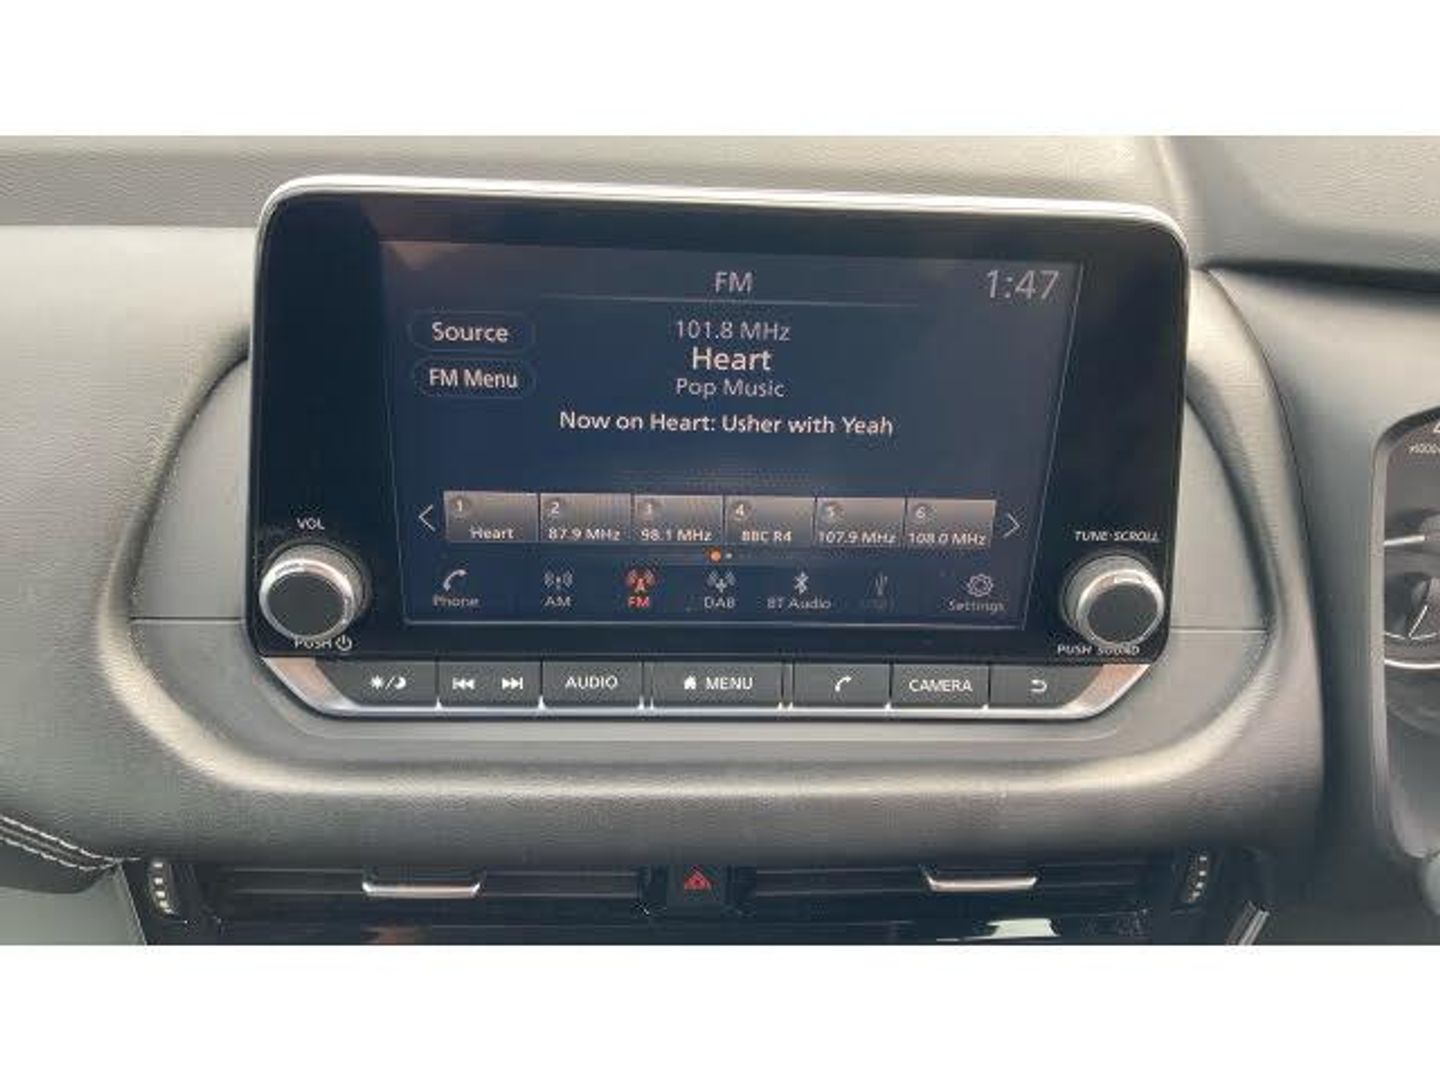 FM
1:47
Source
101.8 MHz
Heart
FM Menu
Pop Music
Now on Heart: Usher with Yeah
1 Heart
2 87.9 MHz
3 98.1 MHz
4 BBC R4
5 107.9 MHz
6 108.0 MHz
Phone
AM
FM
DAB
BT Audio
Settings
VOL
PUSH
TUNE·SCROLL
PUSH SOUND
AUDIO
MENU
CAMERA